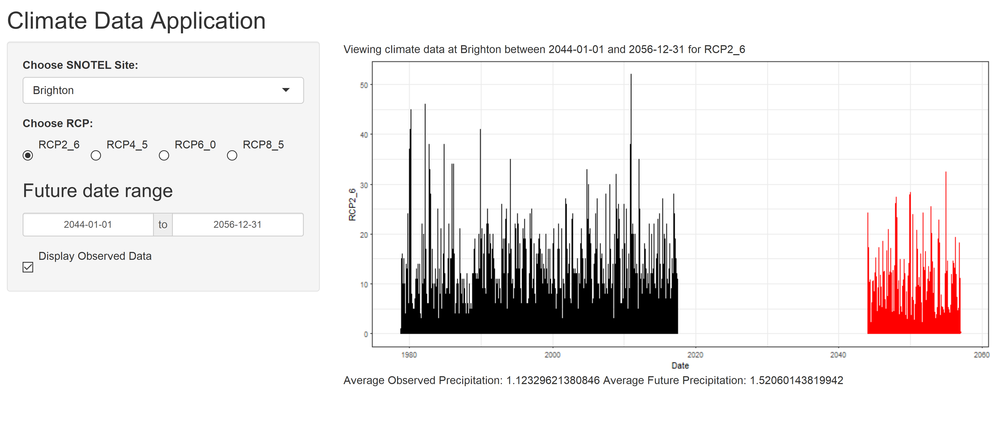 Climate Data Application
Choose SNOTEL Site:
Brighton
Choose RCP:
RCP2_6 RCP4_5 RCP6_0 RCP8_5
Future date range
2044-01-01 to 2056-12-31
Display Observed Data
Viewing climate data at Brighton between 2044-01-01 and 2056-12-31 for RCP2_6
50
40
30
20
10
0
RCP2_6
1980 2000 2020 2040 2060
Date
Average Observed Precipitation: 1.12329621380846 Average Future Precipitation: 1.52060143819942